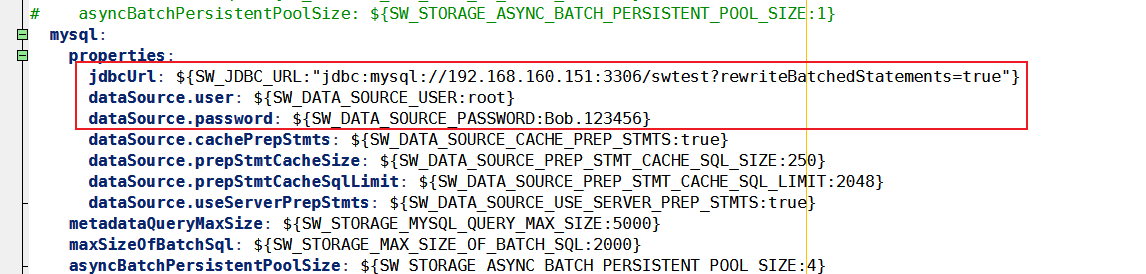 #    asyncBatchPersistentPoolSize: ${SW_STORAGE_ASYNC_BATCH_PERSISTENT_POOL_SIZE:1}
  mysql:
    properties:
      jdbcUrl: ${SW_JDBC_URL:"jdbc:mysql://192.168.160.151:3306/swtest?rewriteBatchedStatements=true"}
      dataSource.user: ${SW_DATA_SOURCE_USER:root}
      dataSource.password: ${SW_DATA_SOURCE_PASSWORD:Bob.123456}
      dataSource.cachePrepStmts: ${SW_DATA_SOURCE_CACHE_PREP_STMTS:true}
      dataSource.prepStmtCacheSize: ${SW_DATA_SOURCE_PREP_STMT_CACHE_SQL_SIZE:250}
      dataSource.prepStmtCacheSqlLimit: ${SW_DATA_SOURCE_PREP_STMT_CACHE_SQL_LIMIT:2048}
      dataSource.useServerPrepStmts: ${SW_DATA_SOURCE_USE_SERVER_PREP_STMTS:true}
    metadataQueryMaxSize: ${SW_STORAGE_MYSQL_QUERY_MAX_SIZE:5000}
    maxSizeOfBatchSql: ${SW_STORAGE_MAX_SIZE_OF_BATCH_SQL:2000}
    asyncBatchPersistentPoolSize: ${SW_STORAGE_ASYNC_BATCH_PERSISTENT_POOL_SIZE:4}